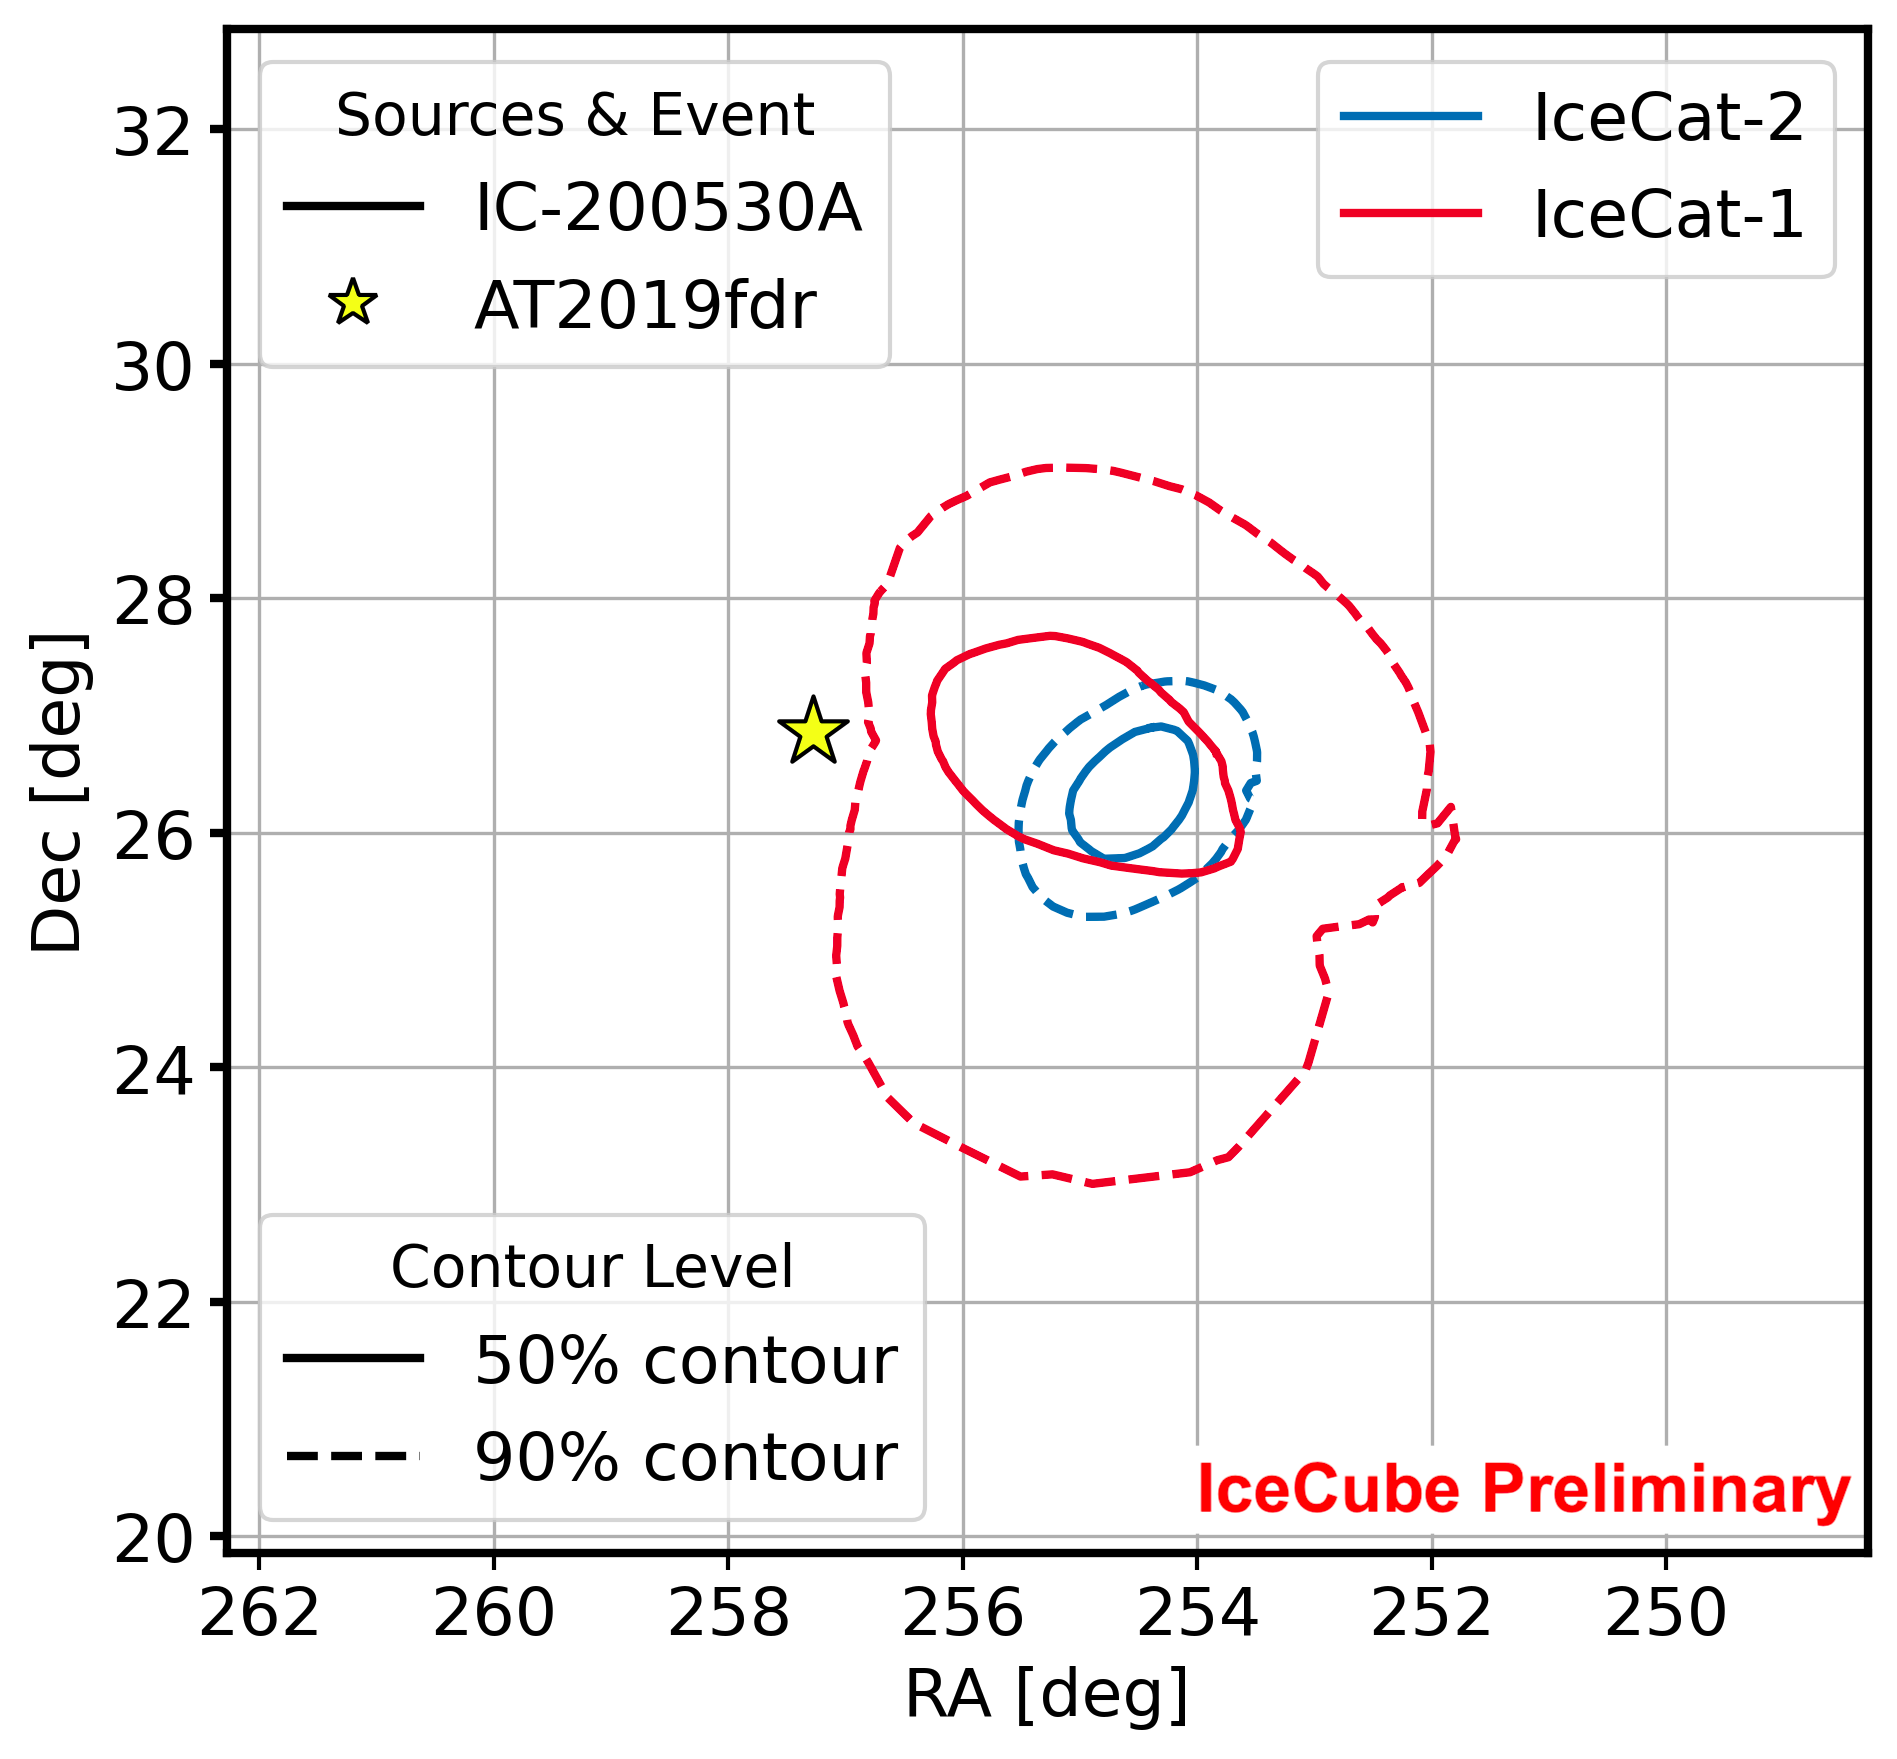 Sources & Event
IC-200530A
AT2019fdr
IceCat-2
IceCat-1
32
30
28
26
24
22
20
Dec [deg]
Contour Level
50% contour
90% contour
IceCube Preliminary
262 260 258 256 254 252 250
RA [deg]